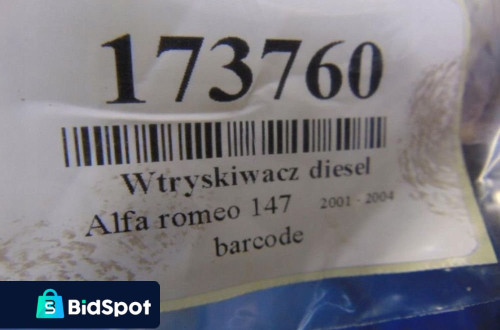 173760
Wtryskiwacz diesel
Alfa romeo 147 2001 - 2004
barcode
S BidSpot